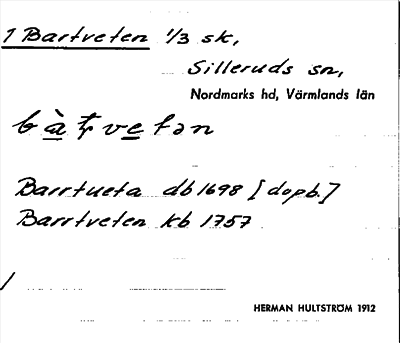 1 Bartveten 1/3 sk,
Silleruds sn,
Nordmarks hd, Värmlands län
Barrtueta db 1698 [dopb.]
Barrtveten kb 1757
/
HERMAN HULTSTRÖM 1912